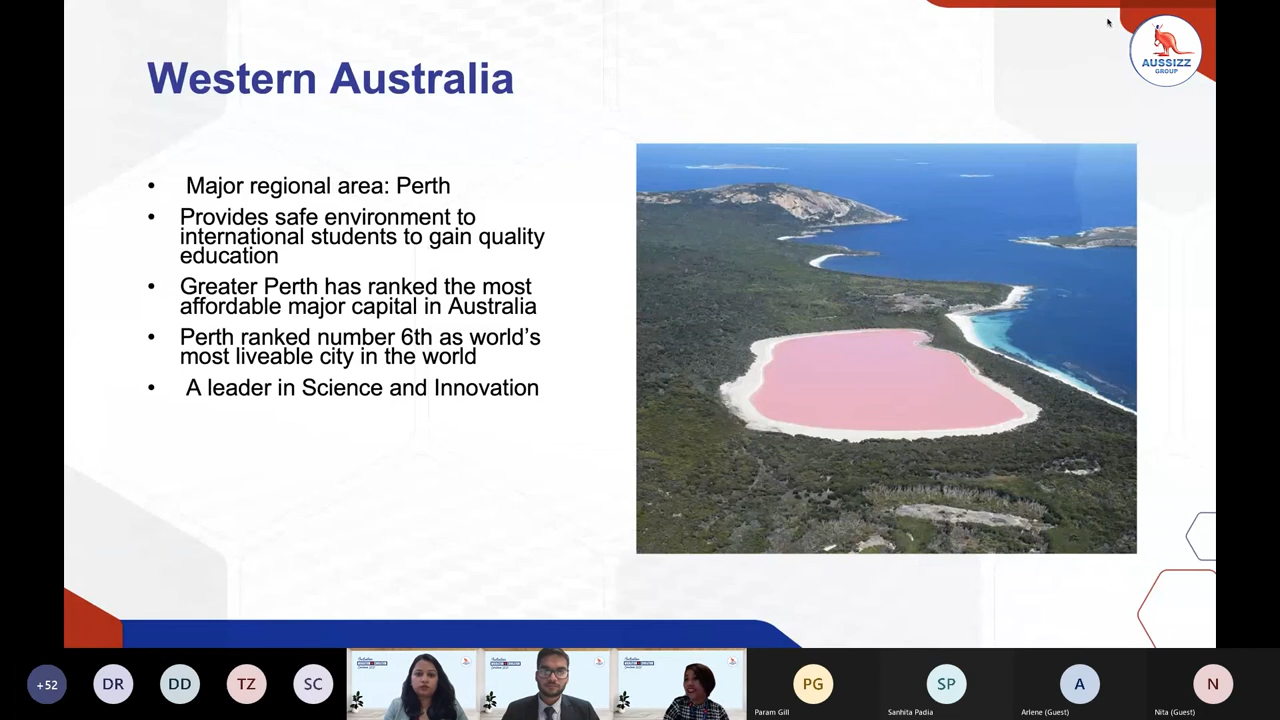 Western Australia
AUSSIZZ
GROUP
• Major regional area: Perth
• Provides safe environment to
international students to gain quality
education
• Greater Perth has ranked the most
affordable major capital in Australia
• Perth ranked number 6th as world’s
most liveable city in the world
• A leader in Science and Innovation
+52
DR
DD
TZ
SC
PG
SP
A
N
Param Gill
Sanhita Padia
Arlene (Guest)
Nita (Guest)